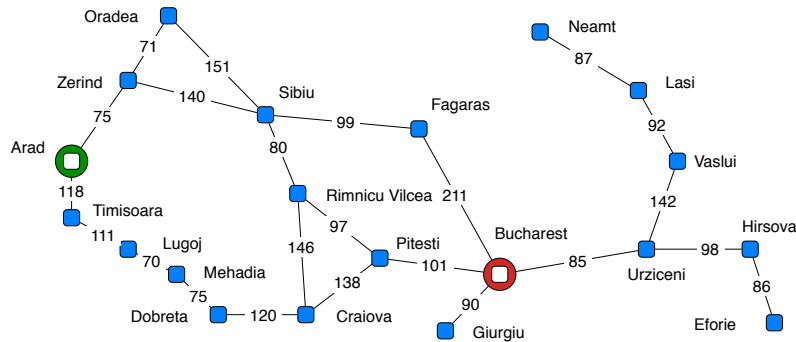 Oradea
Neamt
71
87
151
Zerind
Lasi
140
Sibiu
Fagaras
75
99
92
Arad
80
Vaslui
118
Rimnicu Vilcea
211
142
Timisoara
97
Hirsova
111
Lugoj
146
Pitesti
Bucharest
98
70
Mehadia
101
85
Urziceni
75
138
86
Dobreta
120
Craiova
90
Giurgiu
Eforie